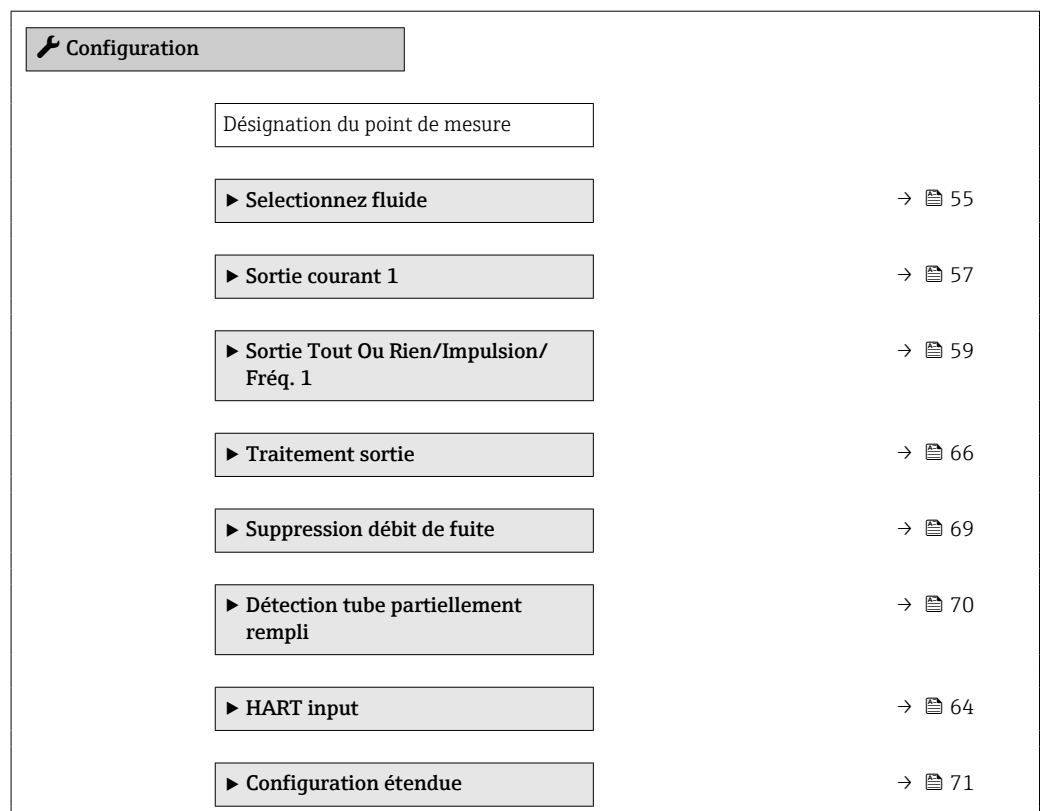 Configuration
Désignation du point de mesure
▶ Selectionnez fluide → 55
▶ Sortie courant 1 → 57
▶ Sortie Tout Ou Rien/Impulsion/ → 59
Fréq. 1
▶ Traitement sortie → 66
▶ Suppression débit de fuite → 69
▶ Détection tube partiellement → 70
rempli
▶ HART input → 64
▶ Configuration étendue → 71